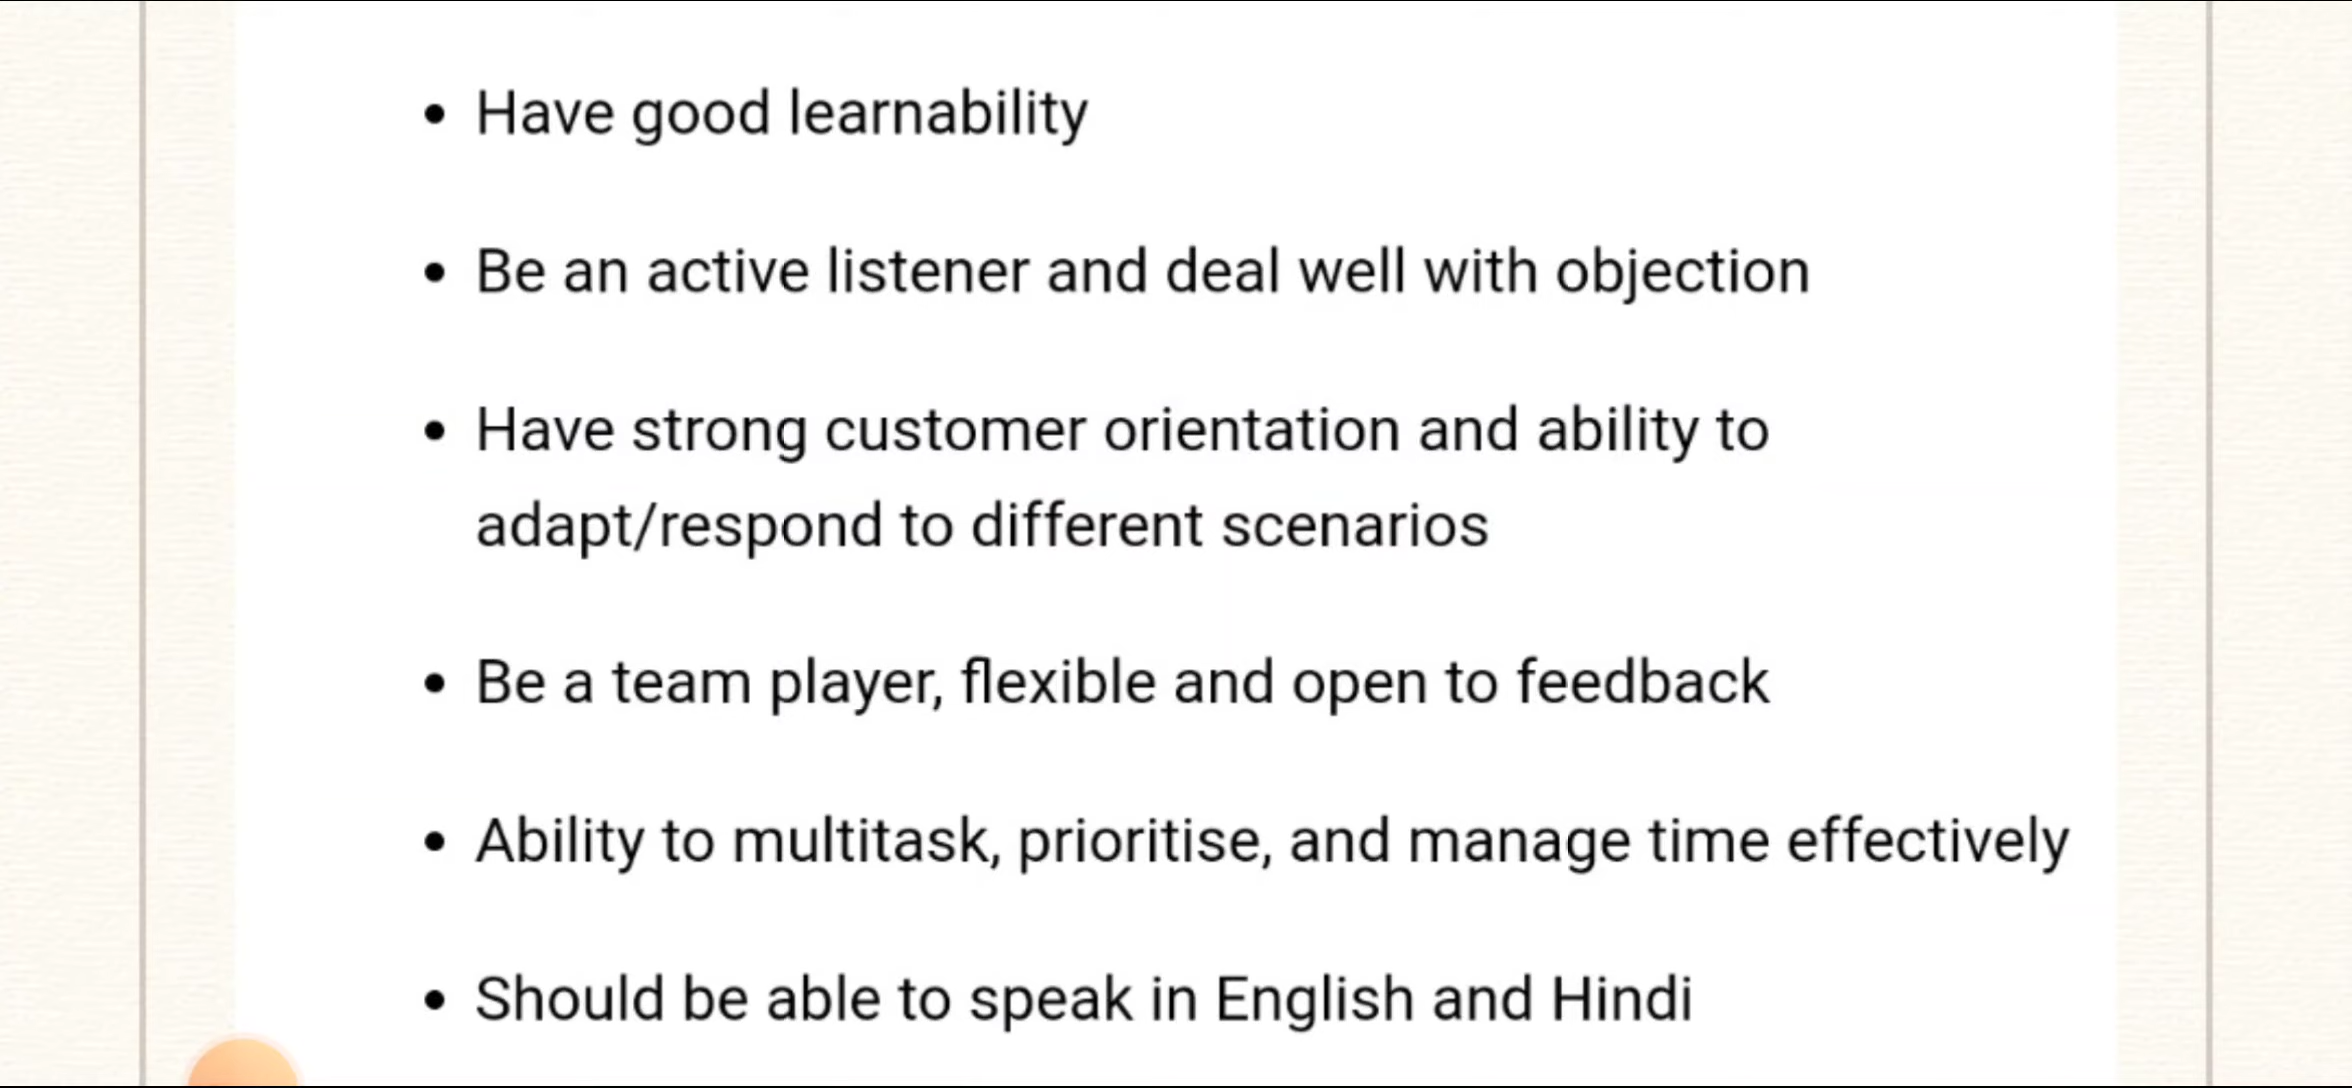 • Have good learnability
• Be an active listener and deal well with objection
• Have strong customer orientation and ability to
adapt/respond to different scenarios
• Be a team player, flexible and open to feedback
• Ability to multitask, prioritise, and manage time effectively
• Should be able to speak in English and Hindi